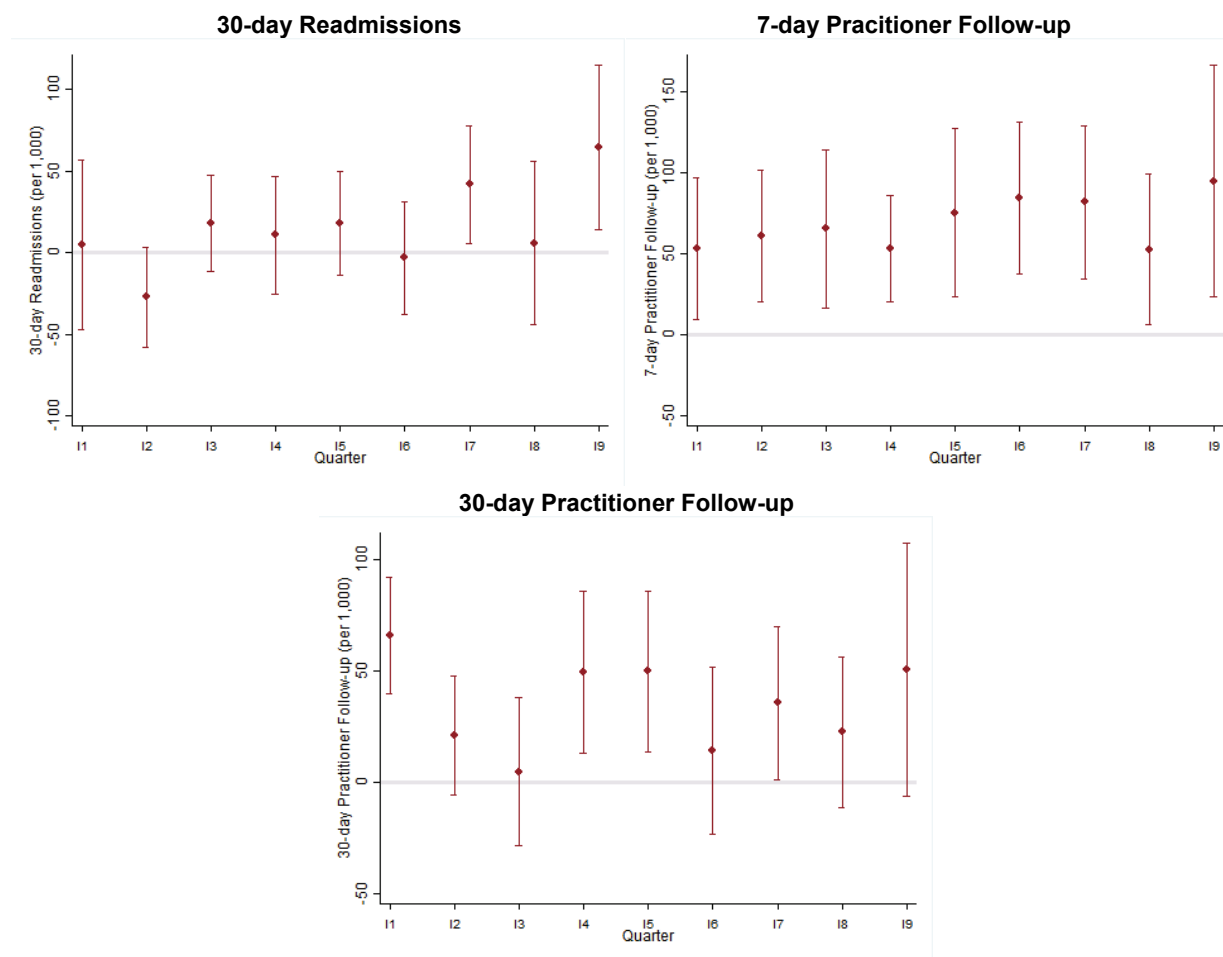 30-day Readmissions
30-day Readmissions (per 1,000)
100
50
0
-50
-100
I1 I2 I3 I4 I5 I6 I7 I8 I9
Quarter
7-day Pracitioner Follow-up
7-day Practitioner Follow-up (per 1,000)
150
100
50
0
-50
I1 I2 I3 I4 I5 I6 I7 I8 I9
Quarter
30-day Practitioner Follow-up
30-day Practitioner Follow-up (per 1,000)
100
50
0
-50
I1 I2 I3 I4 I5 I6 I7 I8 I9
Quarter